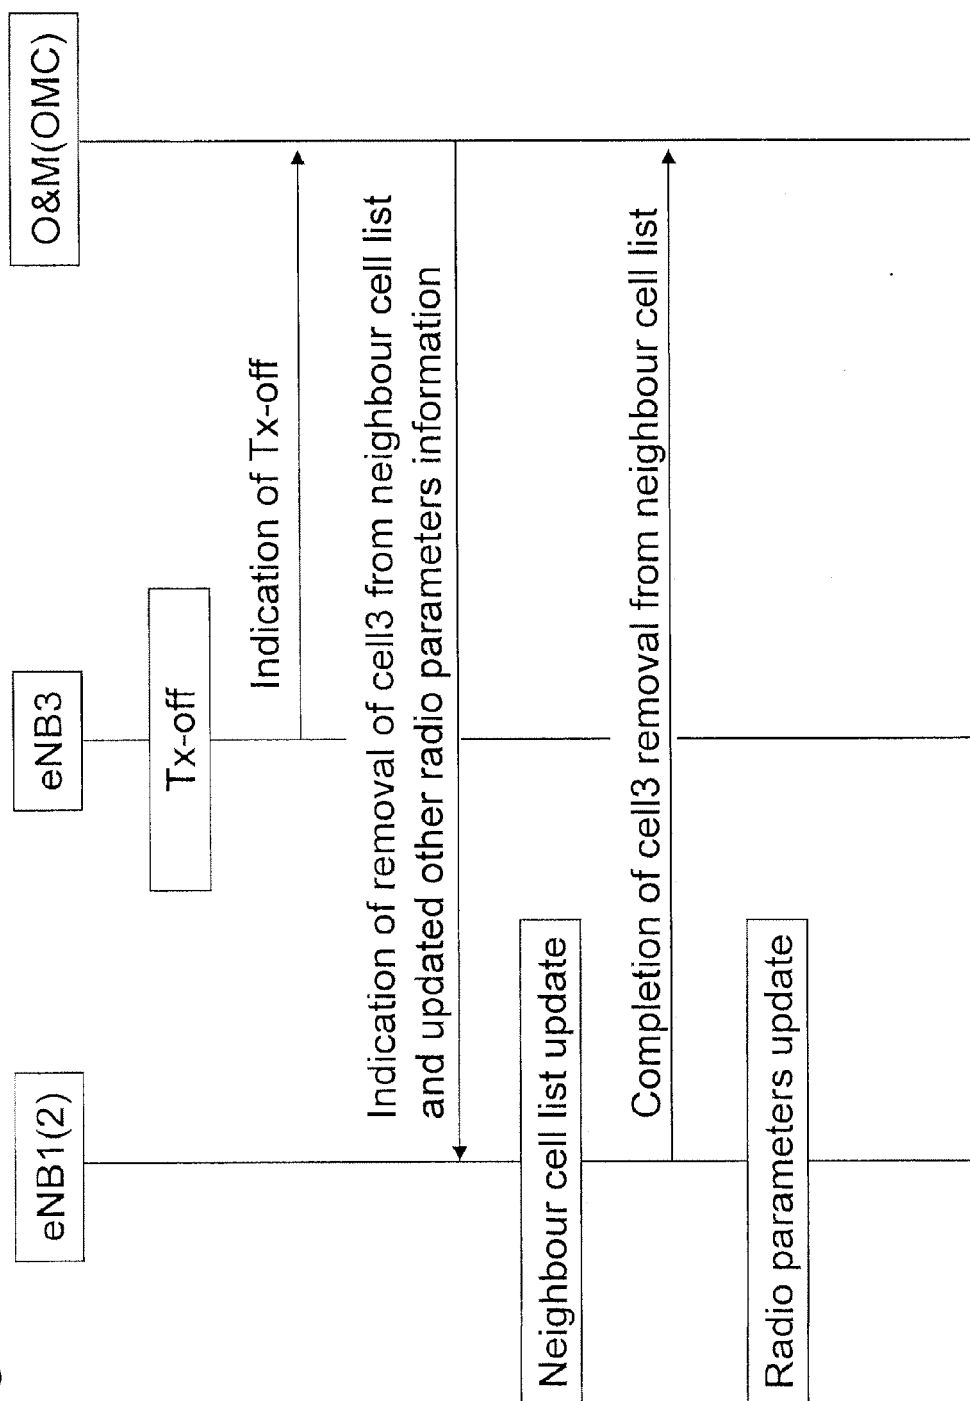 eNB1(2)
eNB3
O&M(OMC)
Tx-off
Indication of Tx-off
Indication of removal of cell3 from neighbour cell list
and updated other radio parameters information
Neighbour cell list update
Completion of cell3 removal from neighbour cell list
Radio parameters update